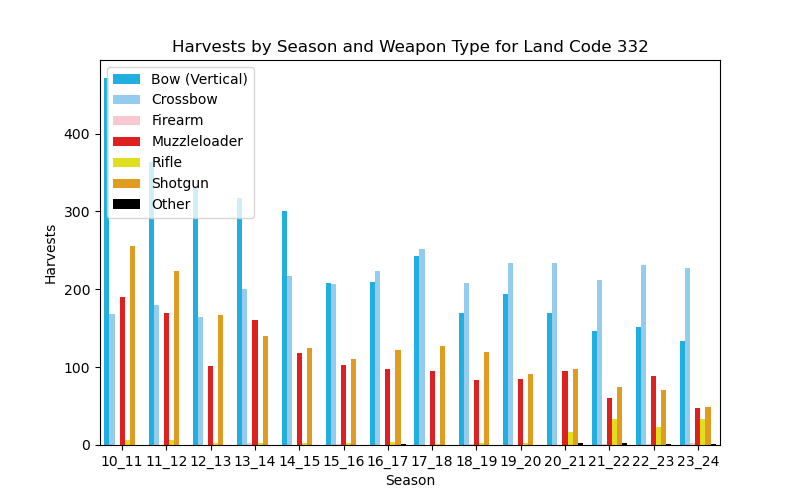 Harvests by Season and Weapon Type for Land Code 332
Bow (Vertical)
Crossbow
Firearm
Muzzleloader
Rifle
Shotgun
Other
Harvests
400
300
200
100
0
10_11 11_12 12_13 13_14 14_15 15_16 16_17 17_18 18_19 19_20 20_21 21_22 22_23 23_24
Season